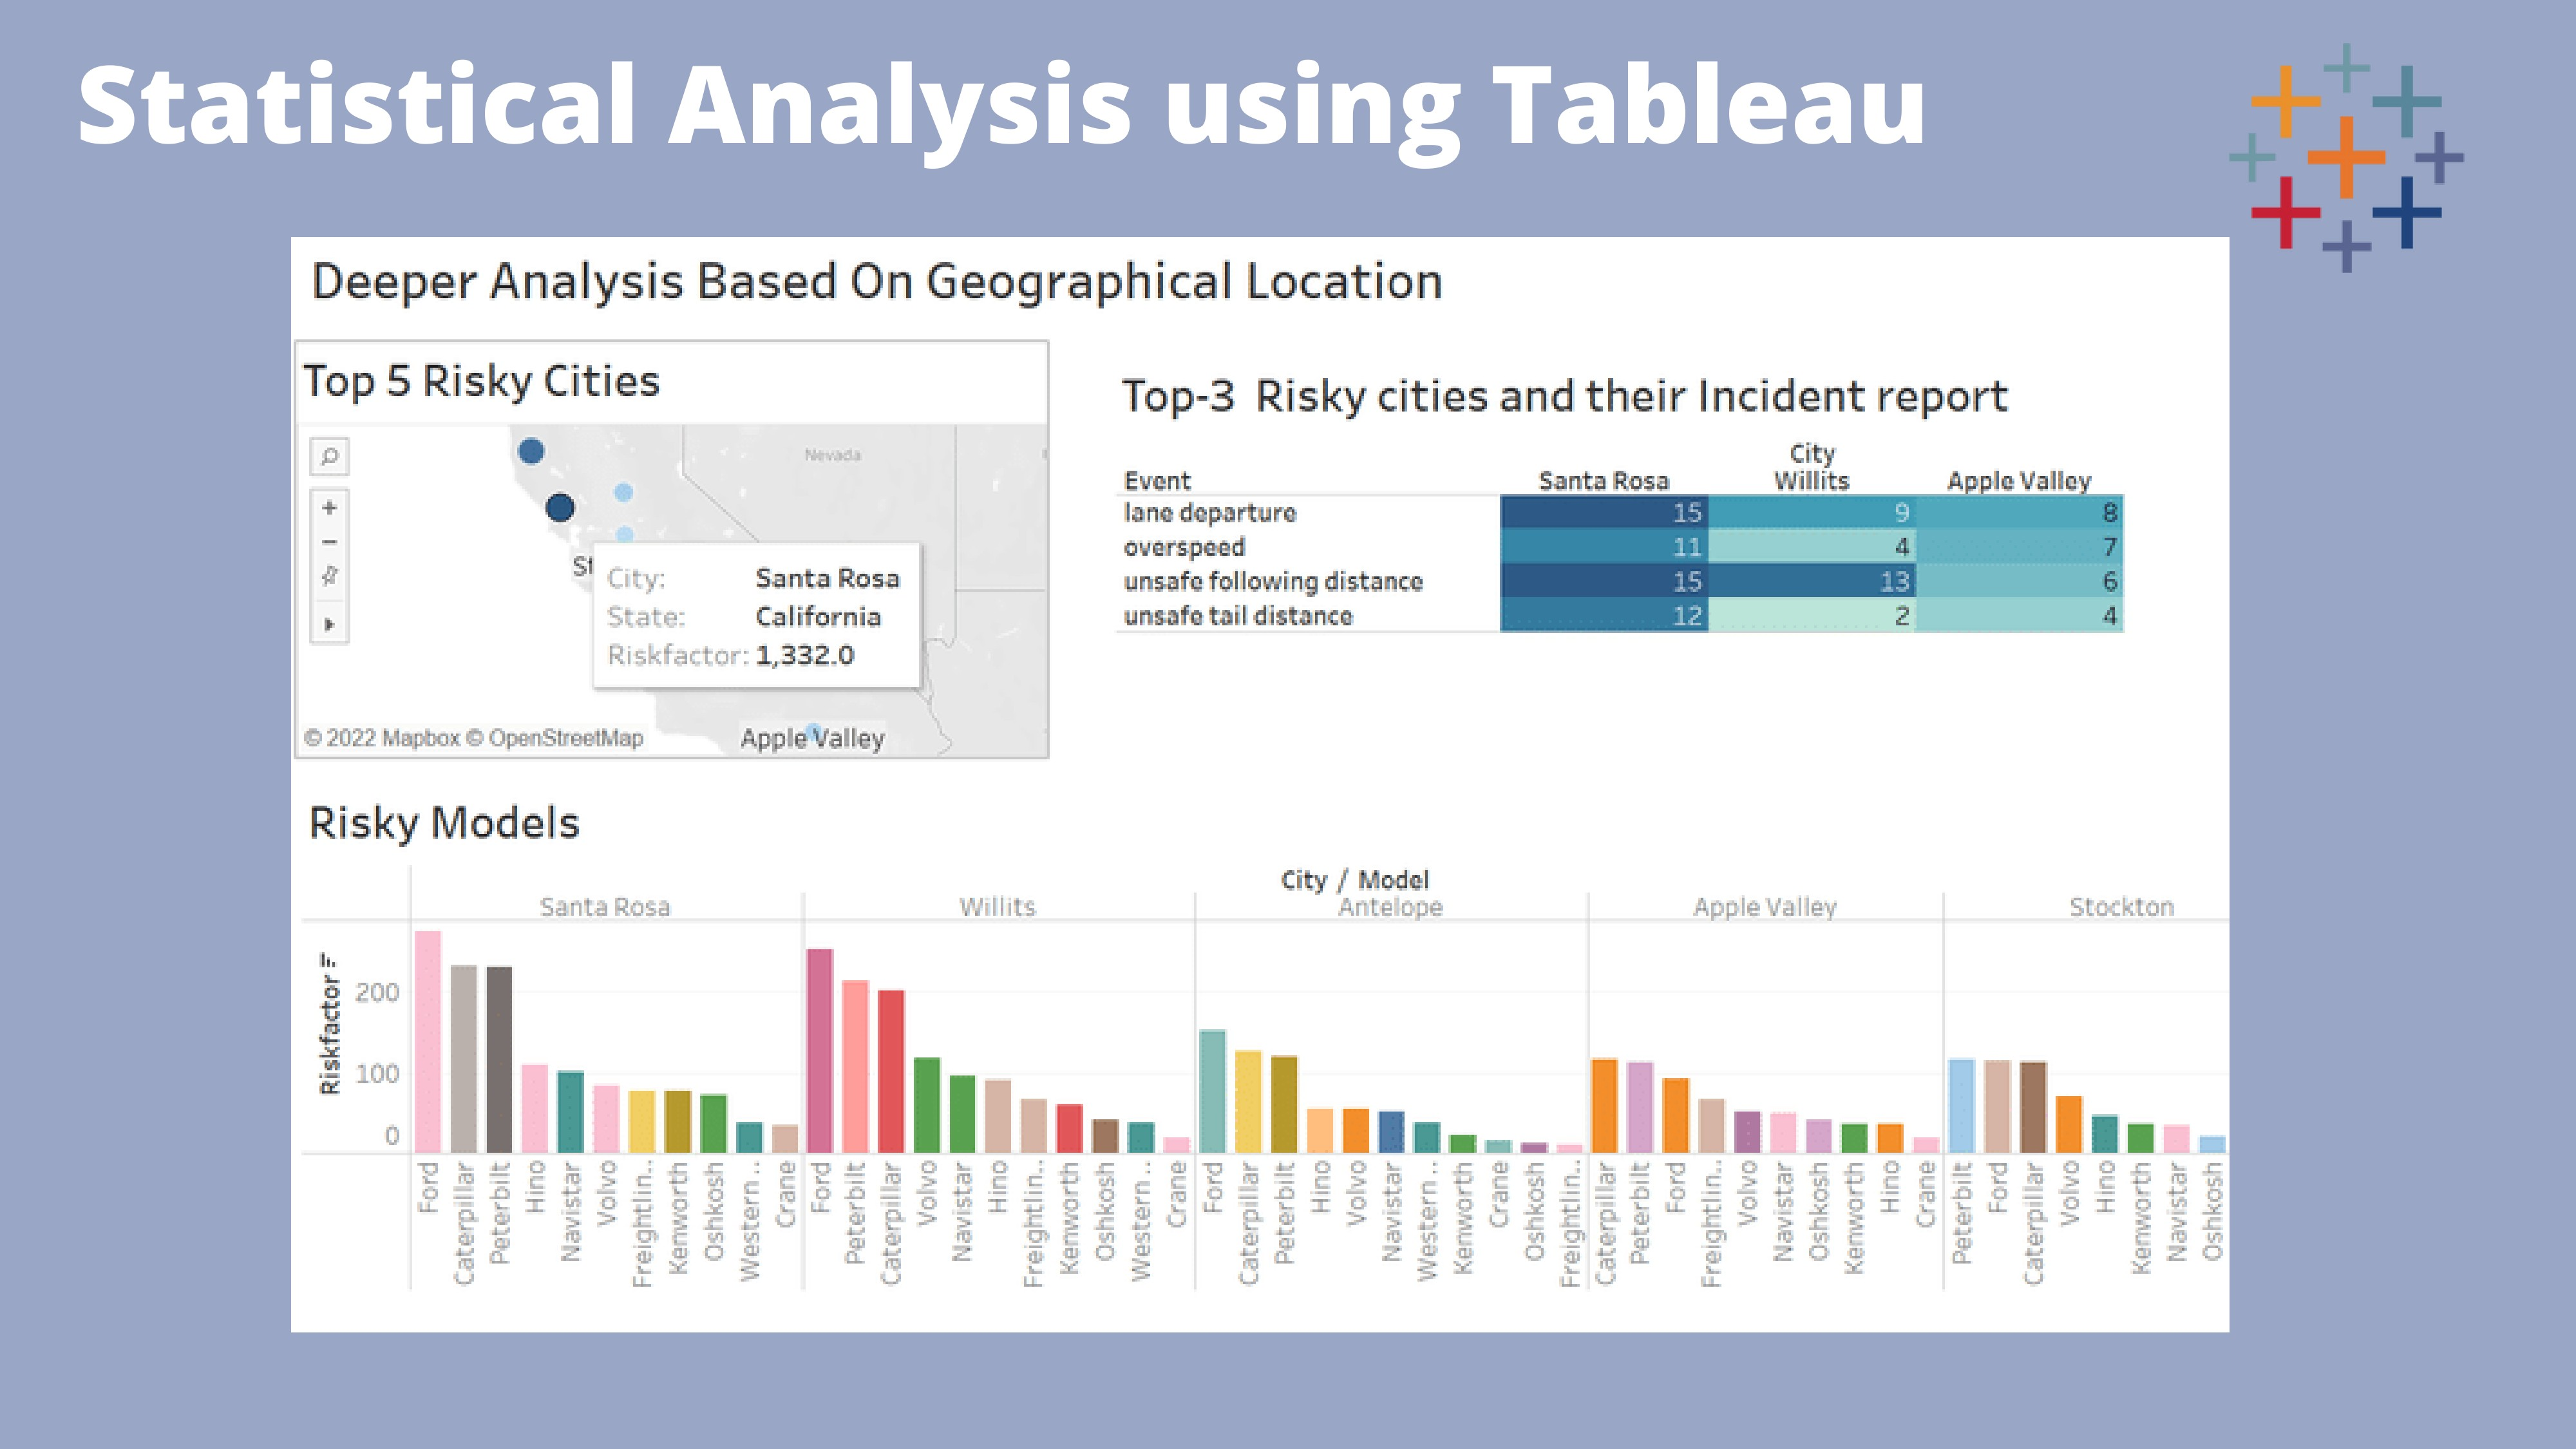 Statistical Analysis using Tableau
Deeper Analysis Based On Geographical Location
Top 5 Risky Cities
Nevada
St
City: Santa Rosa
State: California
Riskfactor: 1,332.0
Apple Valley
© 2022 Mapbox © OpenStreetMap
Top-3 Risky cities and their Incident report
City
Event Santa Rosa Willits Apple Valley
lane departure 15 9 8
overspeed 11 4 7
unsafe following distance 15 13 6
unsafe tail distance 12 2 4
Risky Models
City / Model
Santa Rosa Willits Antelope Apple Valley Stockton
Riskfactor
200
100
0
Ford Caterpillar Peterbilt Hino Navistar Volvo Freightlin.. Kenworth Oshkosh Western .. Crane Ford Peterbilt Caterpillar Volvo Navistar Hino Freightlin.. Kenworth Oshkosh Western .. Crane Ford Caterpillar Peterbilt Hino Volvo Navistar Western .. Kenworth Crane Oshkosh Freightlin.. Caterpillar Peterbilt Ford Freightlin.. Volvo Navistar Oshkosh Kenworth Hino Crane Peterbilt Ford Caterpillar Volvo Hino Kenworth Navistar Oshkosh